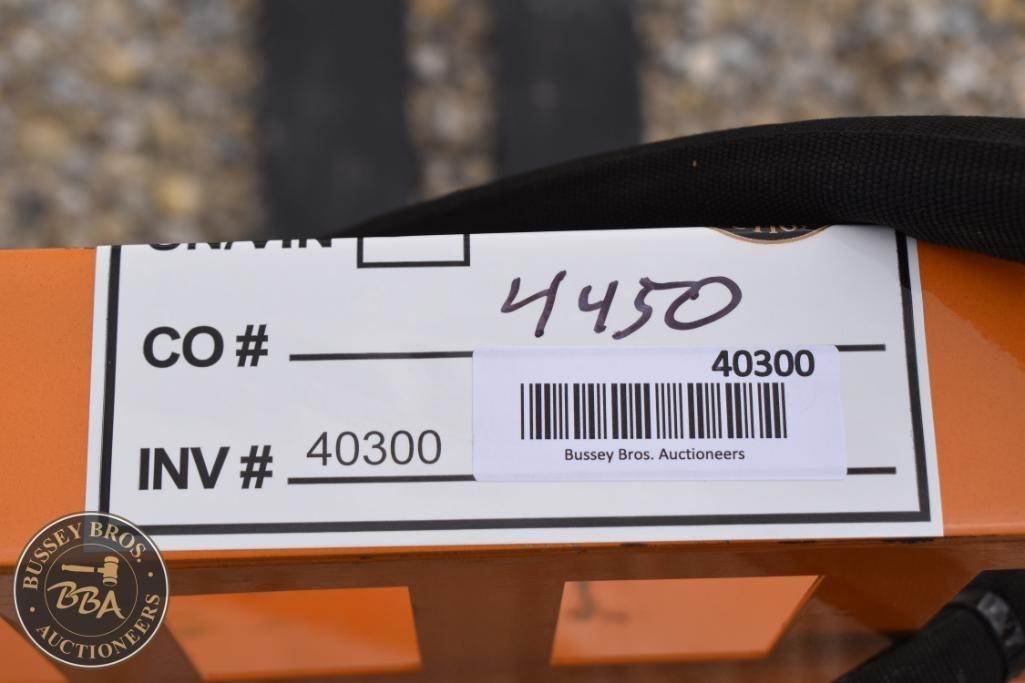 SN/VIN
CO # 4450
40300
INV # 40300
Bussey Bros. Auctioneers
BUSSEY BROS.
BBA
AUCTIONEERS